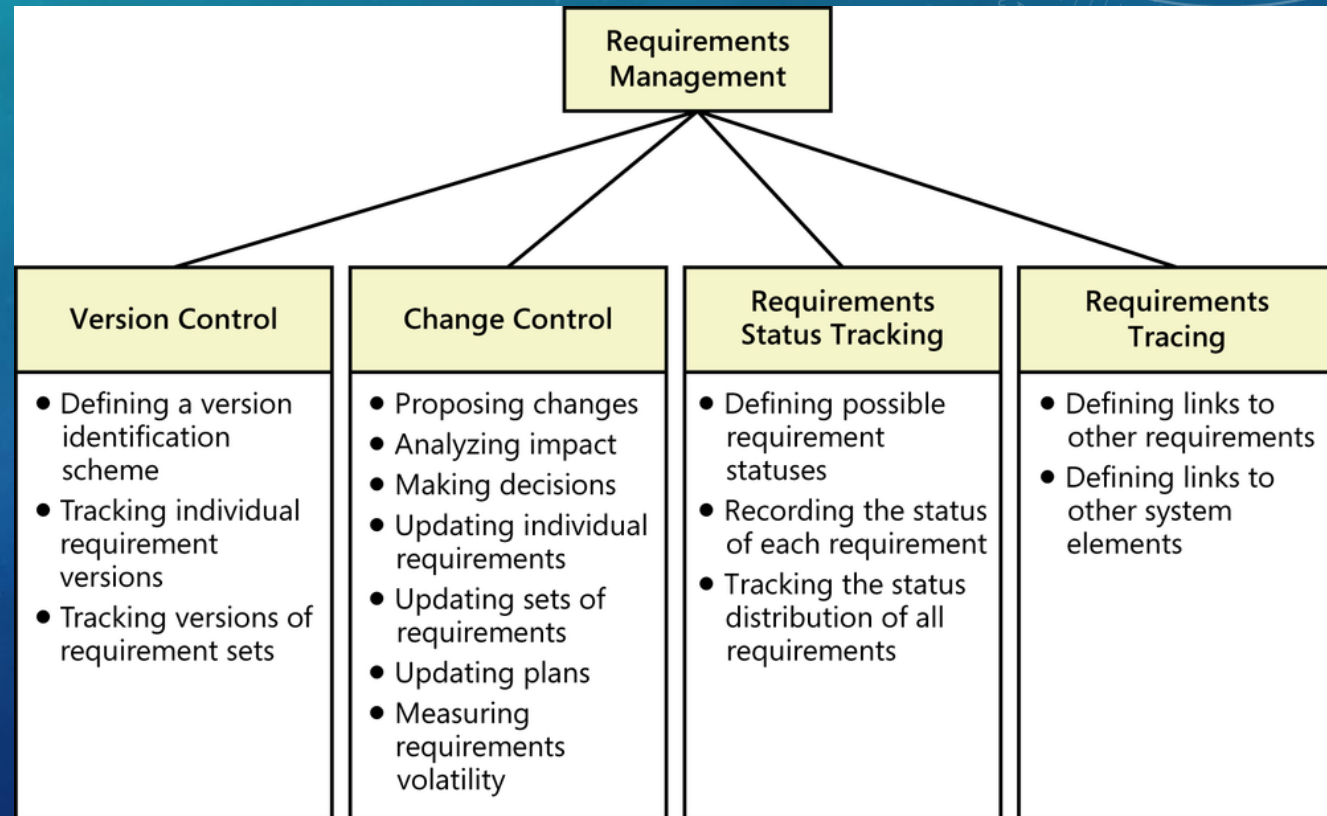 Requirements
Management
Version Control
• Defining a version
identification
scheme
• Tracking individual
requirement
versions
• Tracking versions of
requirement sets
Change Control
• Proposing changes
• Analyzing impact
• Making decisions
• Updating individual
requirements
• Updating sets of
requirements
• Updating plans
• Measuring
requirements
volatility
Requirements
Status Tracking
• Defining possible
requirement
statuses
• Recording the status
of each requirement
• Tracking the status
distribution of all
requirements
Requirements
Tracing
• Defining links to
other requirements
• Defining links to
other system
elements